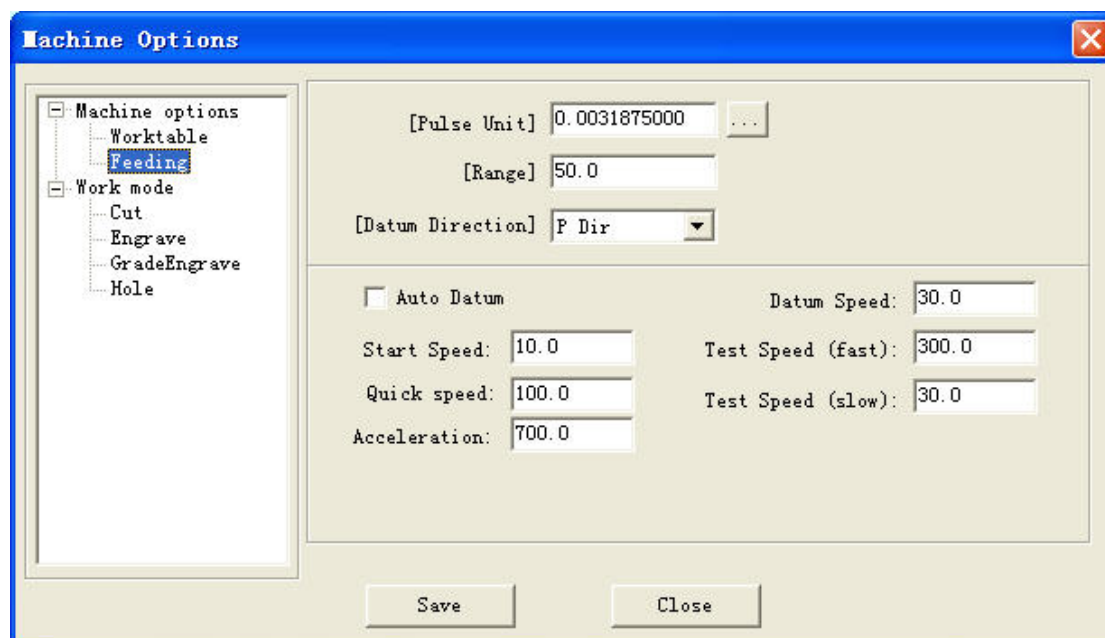 Machine Options
Machine options
Worktable
Feeding
Work mode
Cut
Engrave
GradeEngrave
Hole
[Pulse Unit] 0.0031875000 ...
[Range] 50.0
[Datum Direction] P Dir
Auto Datum
Datum Speed: 30.0
Start Speed: 10.0
Test Speed (fast): 300.0
Quick speed: 100.0
Test Speed (slow): 30.0
Acceleration: 700.0
Save
Close